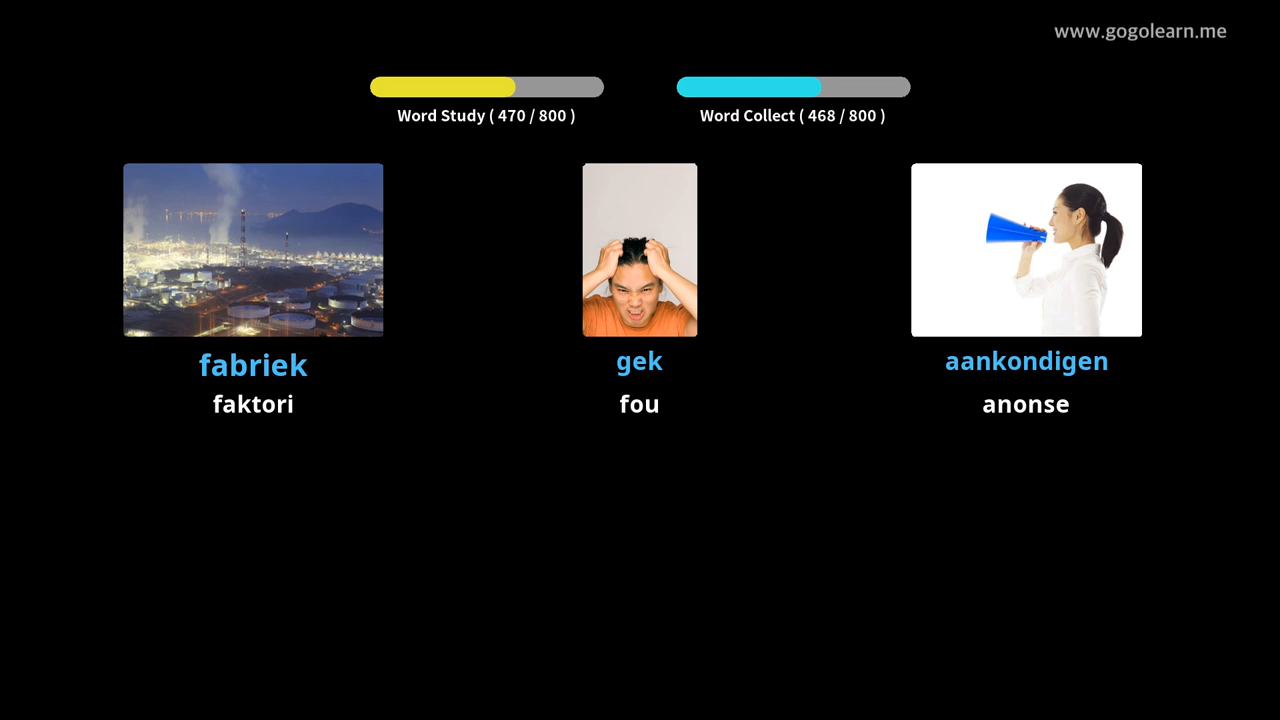 www.gogolearn.me
Word Study ( 470 / 800 )
Word Collect ( 468 / 800 )
fabriek
faktori
gek
fou
aankondigen
anonse